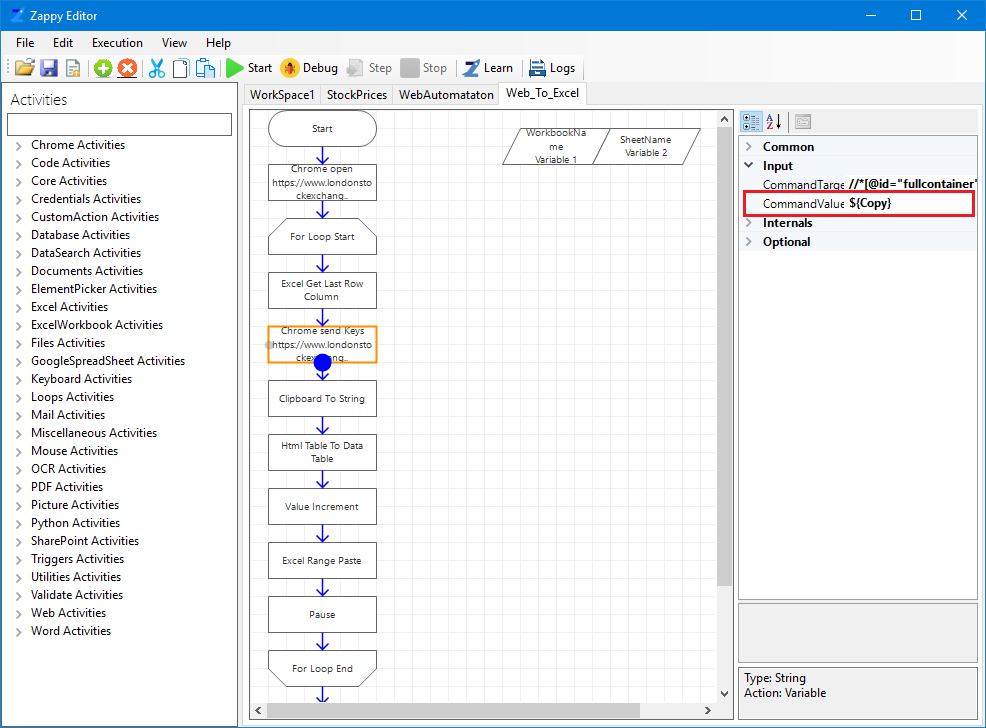 Zappy Editor
File Edit Execution View Help
Start Debug Step Stop Learn Logs
Activities
Chrome Activities
Code Activities
Core Activities
Credentials Activities
CustomAction Activities
Database Activities
DataSearch Activities
Documents Activities
ElementPicker Activities
Excel Activities
ExcelWorkbook Activities
Files Activities
GoogleSpreadSheet Activities
Keyboard Activities
Loops Activities
Mail Activities
Miscellaneous Activities
Mouse Activities
OCR Activities
PDF Activities
Picture Activities
Python Activities
SharePoint Activities
Triggers Activities
Utilities Activities
Validate Activities
Web Activities
Word Activities
WorkSpace1 StockPrices WebAutomataton Web_To_Excel
Start
Chrome open
https://www.londonsto
ckexchang..
For Loop Start
Excel Get Last Row
Column
Chrome send Keys
https://www.londonsto
ckexchang..
Clipboard To String
Html Table To Data
Table
Value Increment
Excel Range Paste
Pause
For Loop End
WorkbookNa
me
Variable 1
SheetName
Variable 2
Common
Input
CommandTarge //*[@id="fullcontainer"
CommandValue ${Copy}
Internals
Optional
Type: String
Action: Variable